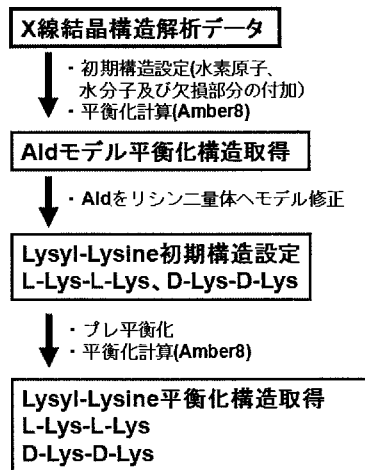 X線結晶構造解析データ
・初期構造設定(水素原子、
水分子及び欠損部分の付加)
・平衡化計算(Amber8)
Aldモデル平衡化構造取得
・Aldをリシン二量体へモデル修正
Lysyl-Lysine初期構造設定
L-Lys-L-Lys、D-Lys-D-Lys
・プレ平衡化
・平衡化計算(Amber8)
Lysyl-Lysine平衡化構造取得
L-Lys-L-Lys
D-Lys-D-Lys